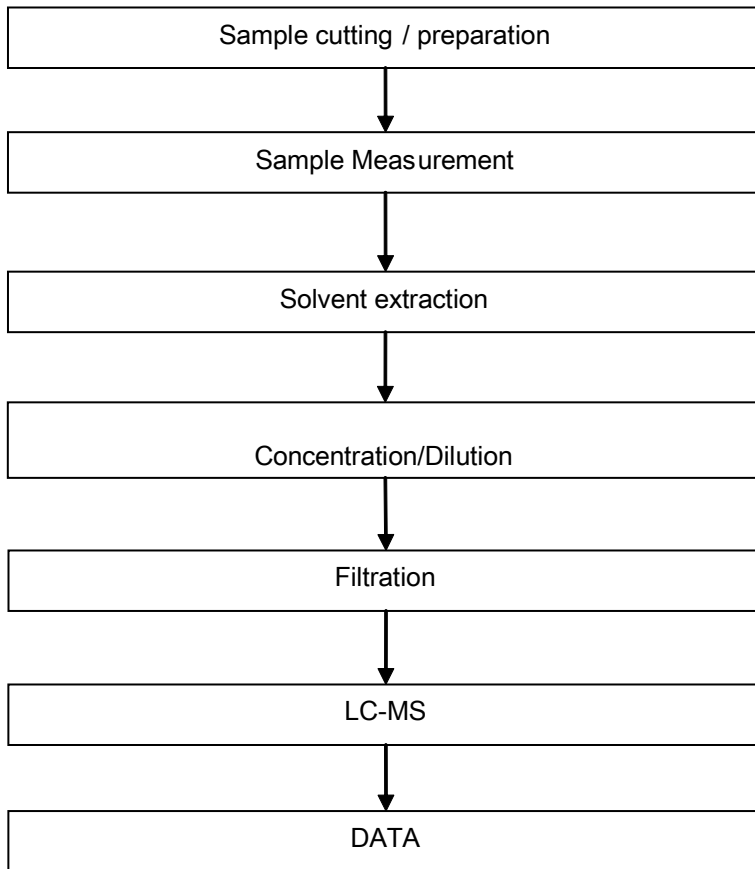 Sample cutting / preparation
Sample Measurement
Solvent extraction
Concentration/Dilution
Filtration
LC-MS
DATA